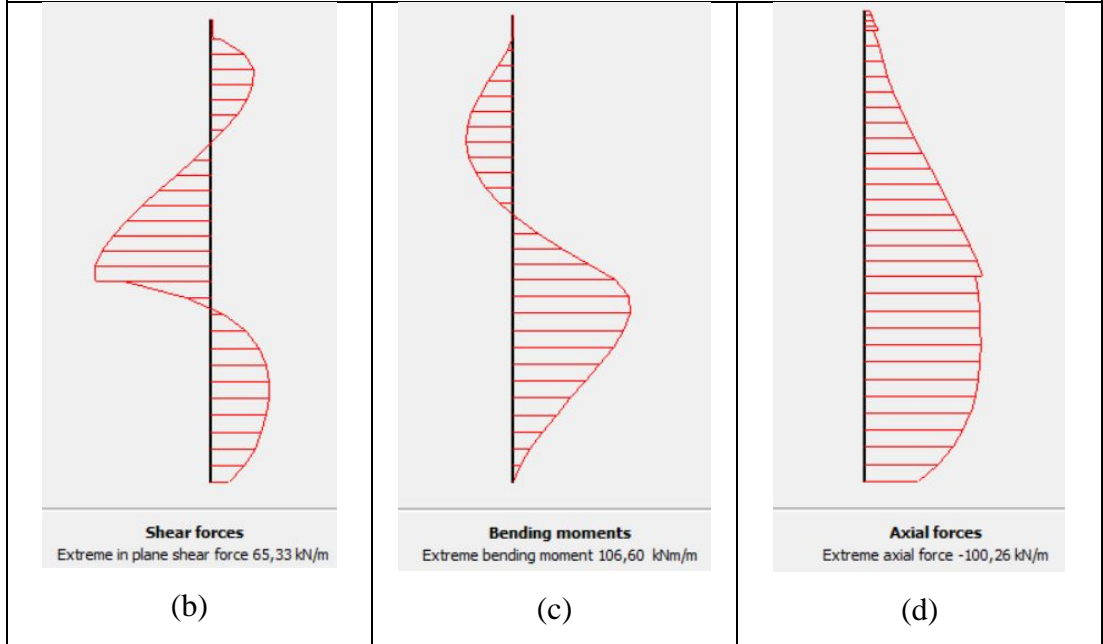 Shear forces
Extreme in plane shear force 65,33 kN/m
(b)
Bending moments
Extreme bending moment 106,60 kNm/m
(c)
Axial forces
Extreme axial force -100,26 kN/m
(d)